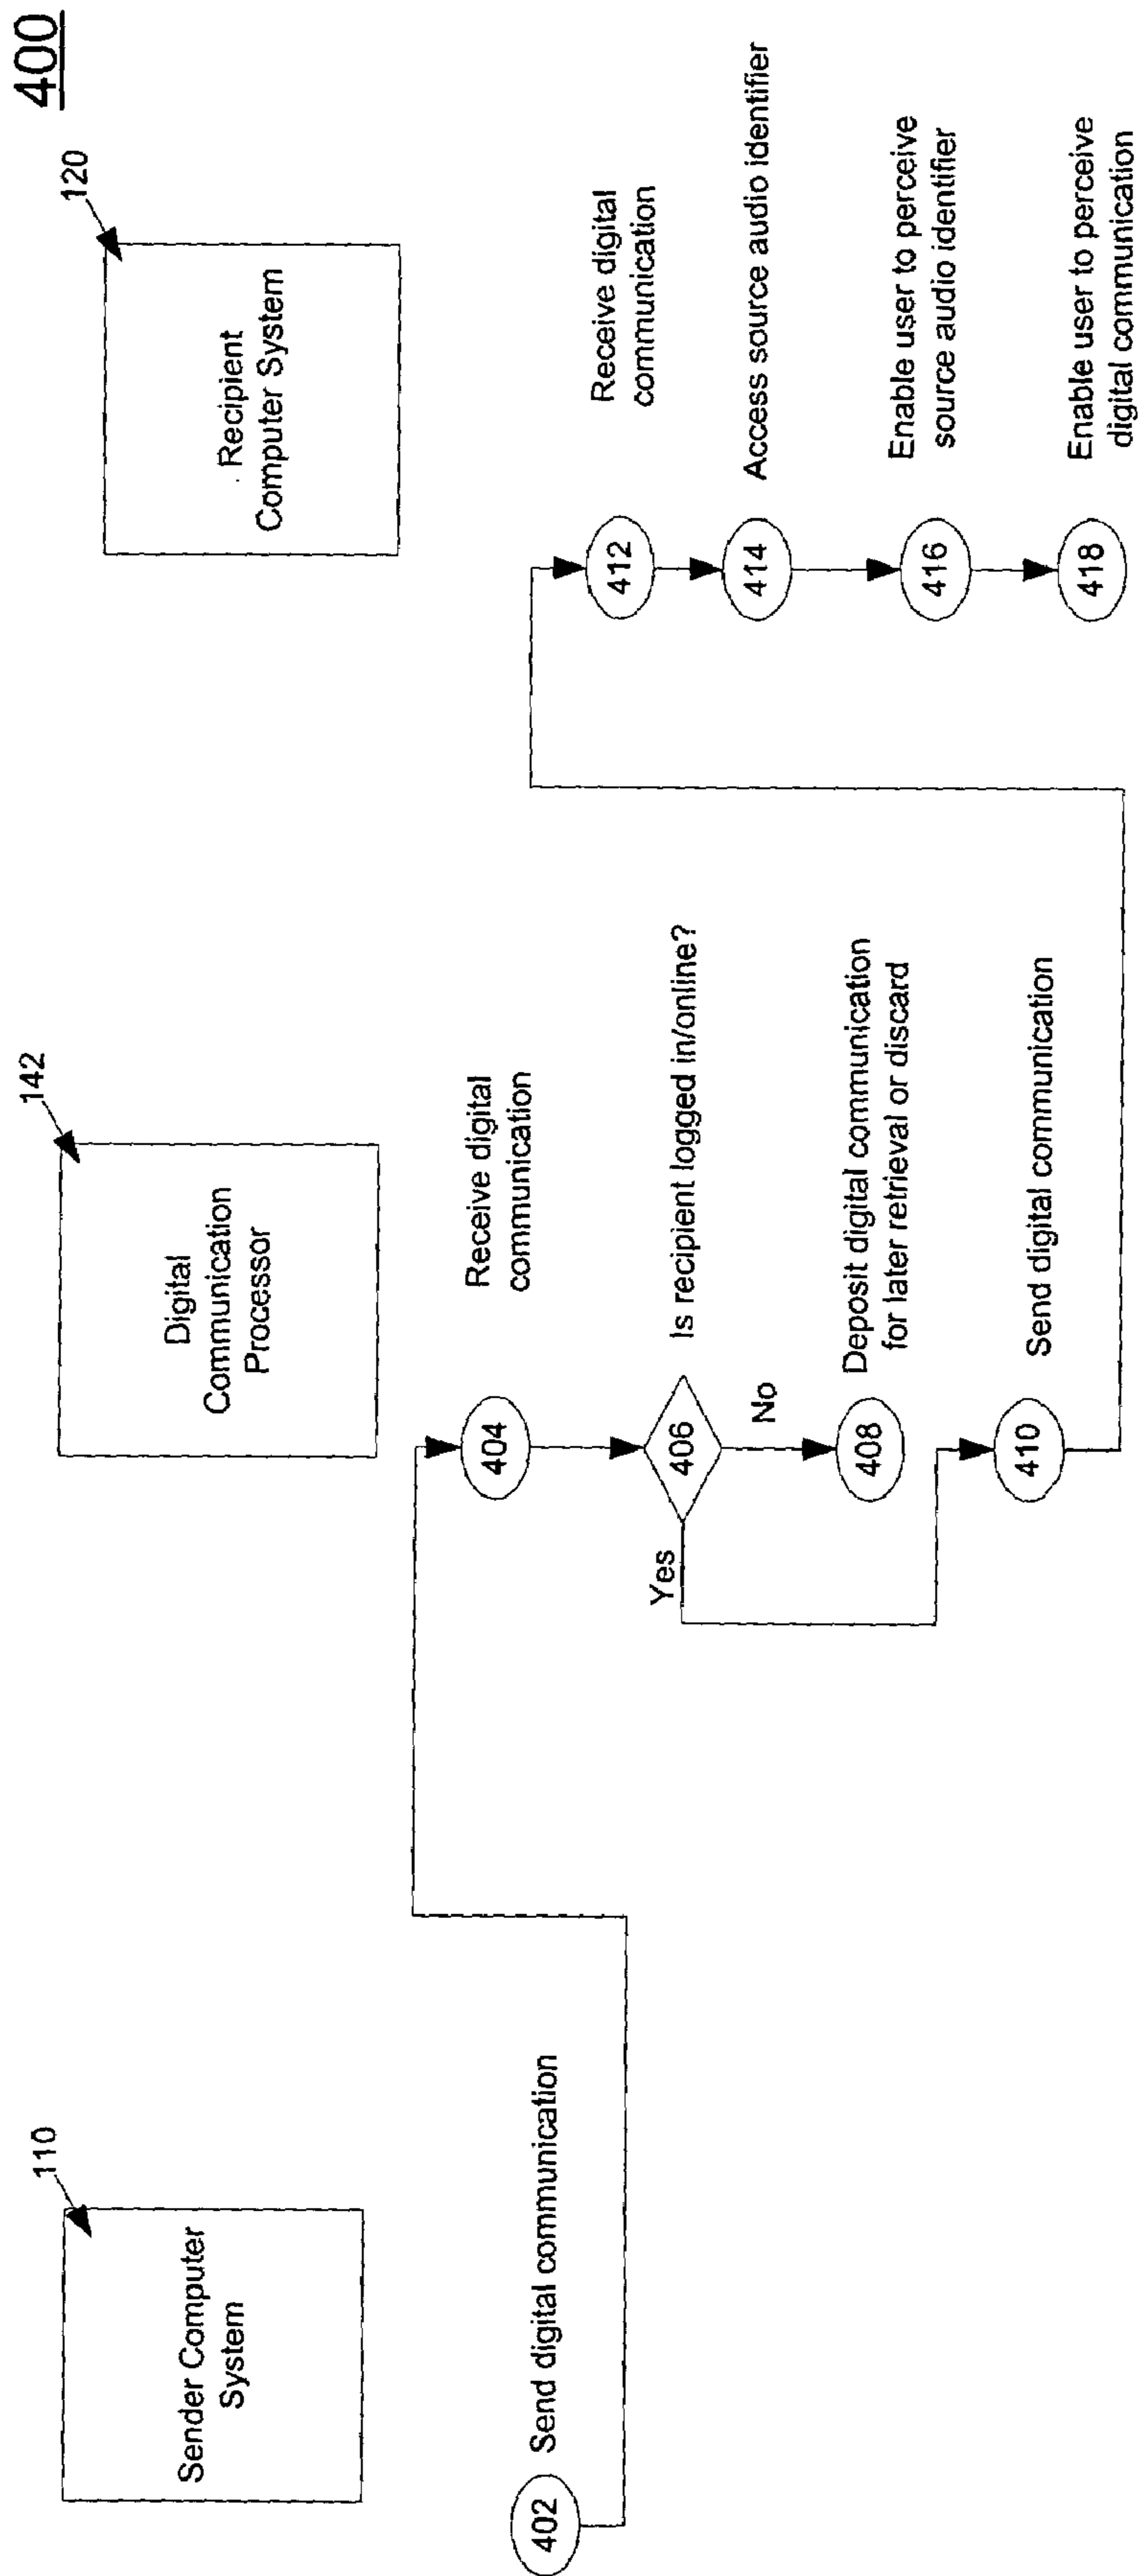 400
110
Sender Computer
System
142
Digital
Communication
Processor
120
Recipient
Computer System
402
Send digital communication
404
Receive digital
communication
406
Is recipient logged in/online?
Yes
No
408
Deposit digital communication
for later retrieval or discard
410
Send digital communication
412
Receive digital
communication
414
Access source audio identifier
416
Enable user to perceive
source audio identifier
418
Enable user to perceive
digital communication